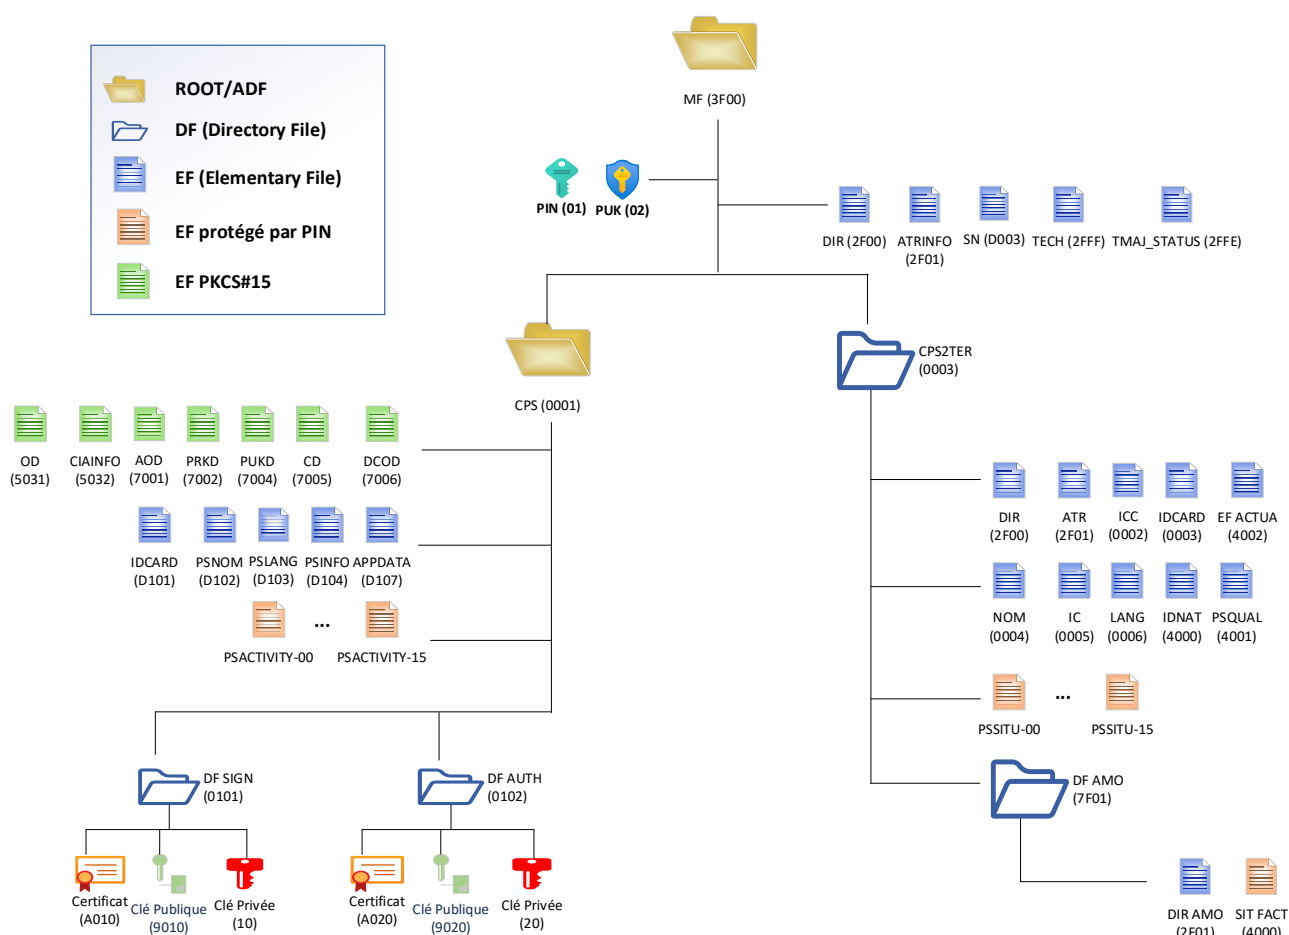 ROOT/ADF
DF (Directory File)
EF (Elementary File)
EF protégé par PIN
EF PKCS#15
MF (3F00)
PIN (01)
PUK (02)
DIR (2F00)
ATRINFO
(2F01)
SN (D003)
TECH (2FFF)
TMAJ_STATUS (2FFE)
CPS (0001)
CPS2TER
(0003)
OD
(5031)
CIAINFO
(5032)
AOD
(7001)
PRKD
(7002)
PUKD
(7004)
CD
(7005)
DCOD
(7006)
IDCARD
(D101)
PSNOM
(D102)
PSLANG
(D103)
PSINFO
(D104)
APPDATA
(D107)
PSACTIVITY-00
...
PSACTIVITY-15
DIR
(2F00)
ATR
(2F01)
ICC
(0002)
IDCARD
(0003)
EF ACTUA
(4002)
NOM
(0004)
IC
(0005)
LANG
(0006)
IDNAT
(4000)
PSQUAL
(4001)
PSSITU-00
...
PSSITU-15
DF SIGN
(0101)
DF AUTH
(0102)
DF AMO
(7F01)
Certificat
(A010)
Clé Publique
(9010)
Clé Privée
(10)
Certificat
(A020)
Clé Publique
(9020)
Clé Privée
(20)
DIR AMO
(2F01)
SIT FACT
(4000)